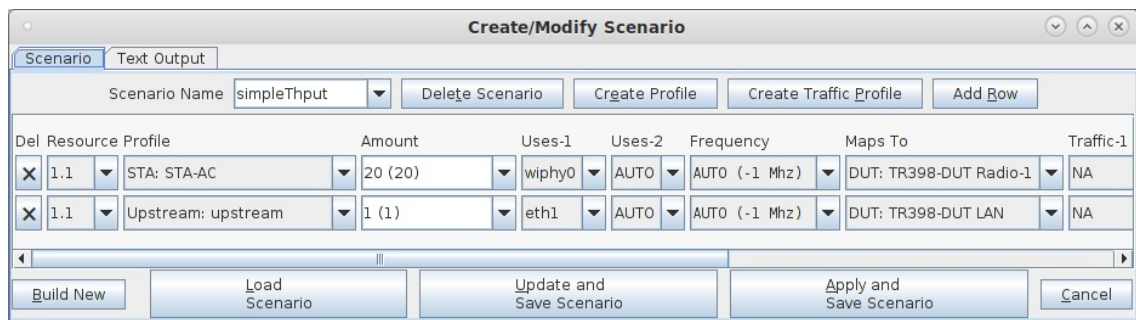 Create/Modify Scenario
Scenario Text Output
Scenario Name simpleThput Delete Scenario Create Profile Create Traffic Profile Add Row
Del Resource Profile Amount Uses-1 Uses-2 Frequency Maps To Traffic-1
X 1.1 STA: STA-AC 20 (20) wiphy0 AUTO AUTO (-1 Mhz) DUT: TR398-DUT Radio-1 NA
X 1.1 Upstream: upstream 1 (1) eth1 AUTO AUTO (-1 Mhz) DUT: TR398-DUT LAN NA
Build New Load Scenario Update and Save Scenario Apply and Save Scenario Cancel